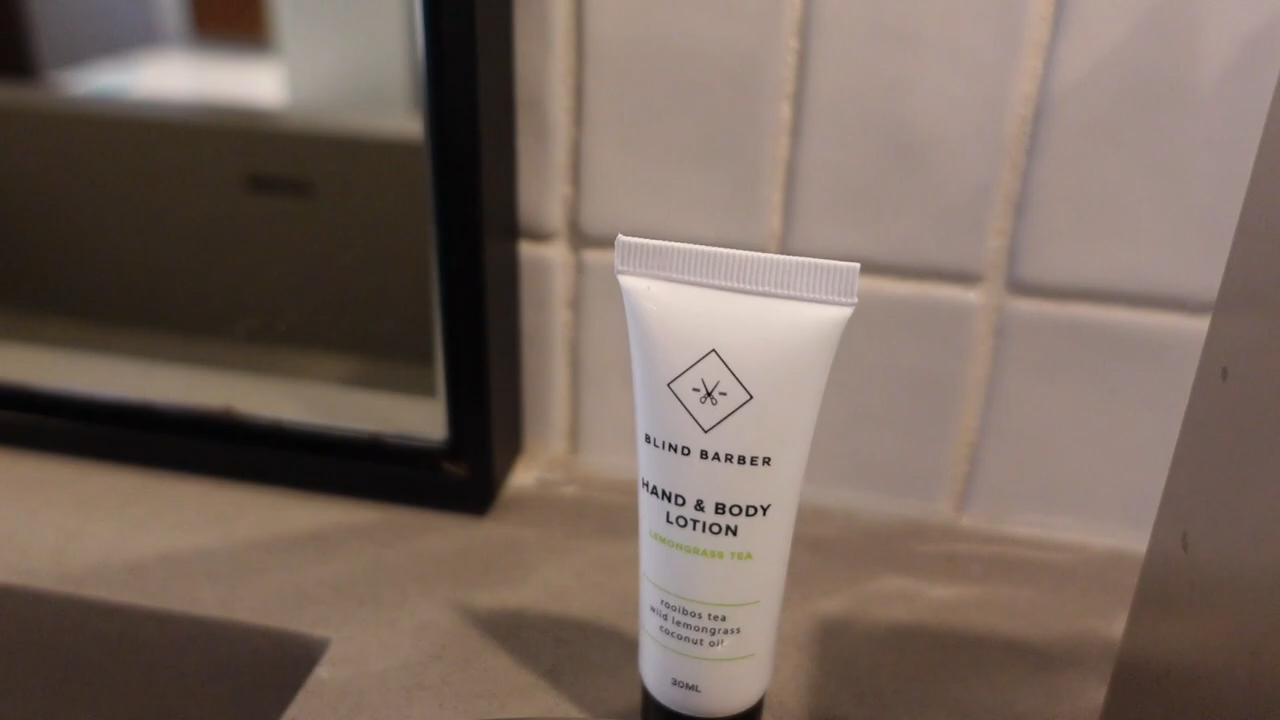 BLIND BARBER
HAND & BODY
LOTION
LEMONGRASS TEA
rooibos tea
wild lemongrass
coconut oil
30ML